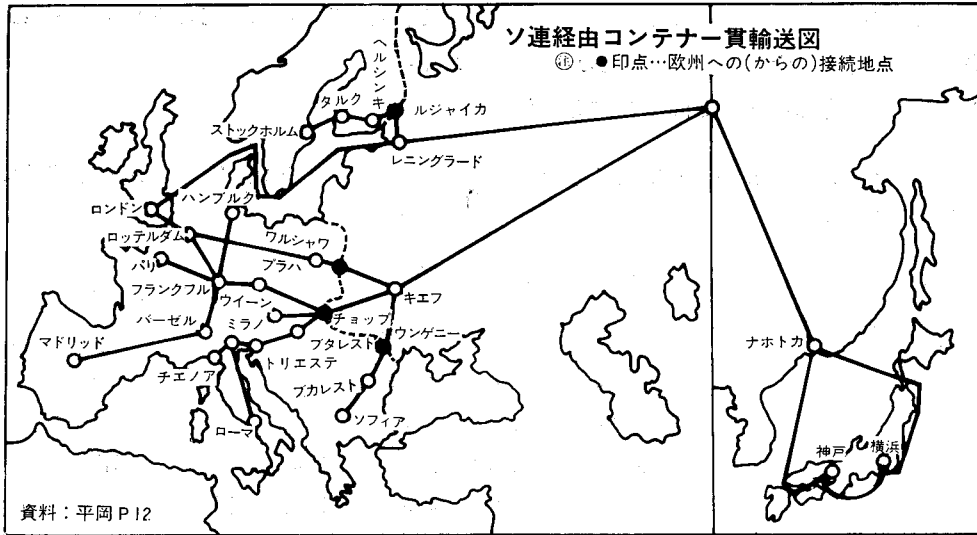 ソ連経由コンテナー貫輸送図
㊟ ●印点…欧州への(からの)接続地点
ヘルシンキ
タルク
ルジャイカ
ストックホルム
レニングラード
ハンブルク
ロンドン
ロッテルダム
ワルシャワ
パリ
プラハ
フランクフル
キエフ
ウイーン
チョップ
バーゼル
ミラノ
ブタレスト
ウンゲニー
マドリッド
ナホトカ
チエノア
トリエステ
ブカレスト
ソフィア
ローマ
神戸
横浜
資料：平岡P12